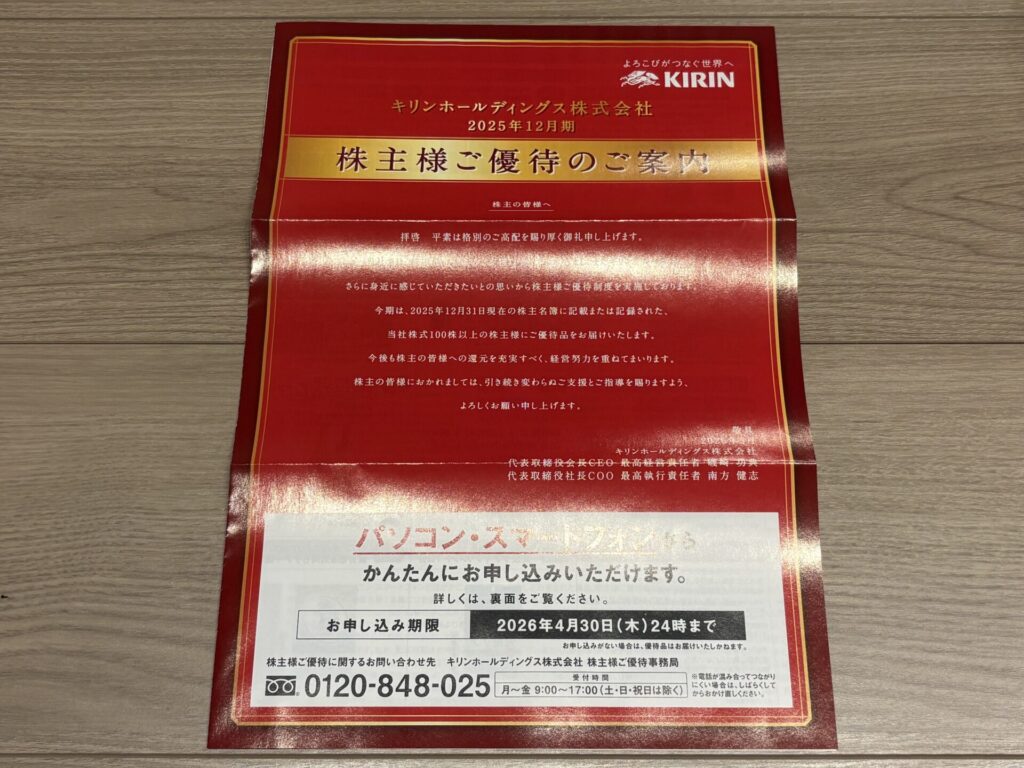 よろこびがつなぐ世界へ
KIRIN
キリンホールディングス株式会社
2025年12月期
株主様ご優待のご案内
株主の皆様へ
拝啓 平素は格別のご高配を賜り厚く御礼申し上げます。
さらに身近に感じていただきたいとの思いから株主様ご優待制度を実施しております。
今期は、2025年12月31日現在の株主名簿に記載または記録された、
当社株式100株以上の株主様にご優待品をお届けいたします。
今後も株主の皆様への還元を充実すべく、経営努力を重ねてまいります。
株主の皆様におかれましては、引き続き変わらぬご支援とご指導を賜りますよう、
よろしくお願い申し上げます。
敬具
キリンホールディングス株式会社
代表取締役会長CEO 最高経営責任者 磯崎 功典
代表取締役社長COO 最高執行責任者 南方 健志
パソコン・スマートフォンから
かんたんにお申し込みいただけます。
詳しくは、裏面をご覧ください。
お申し込み期限 2026年4月30日(木)24時まで
お申し込みがない場合は、優待品はお届けいたしかねます。
株主様ご優待に関するお問い合わせ先 キリンホールディングス株式会社 株主様ご優待事務局
0120-848-025
受付時間
月〜金 9:00〜17:00(土・日・祝日は除く)
※電話が混み合ってつながり
にくい場合は、しばらくして
からおかけ直しください。